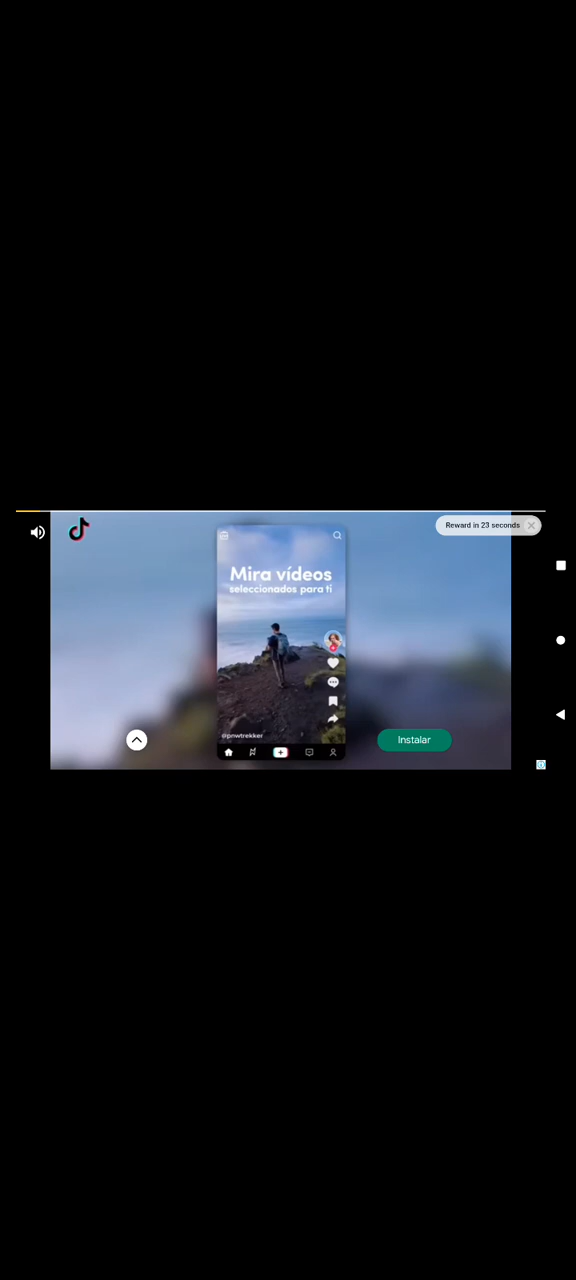 Reward in 23 seconds
Mira vídeos
seleccionados para ti
@pnwtrekker
Instalar